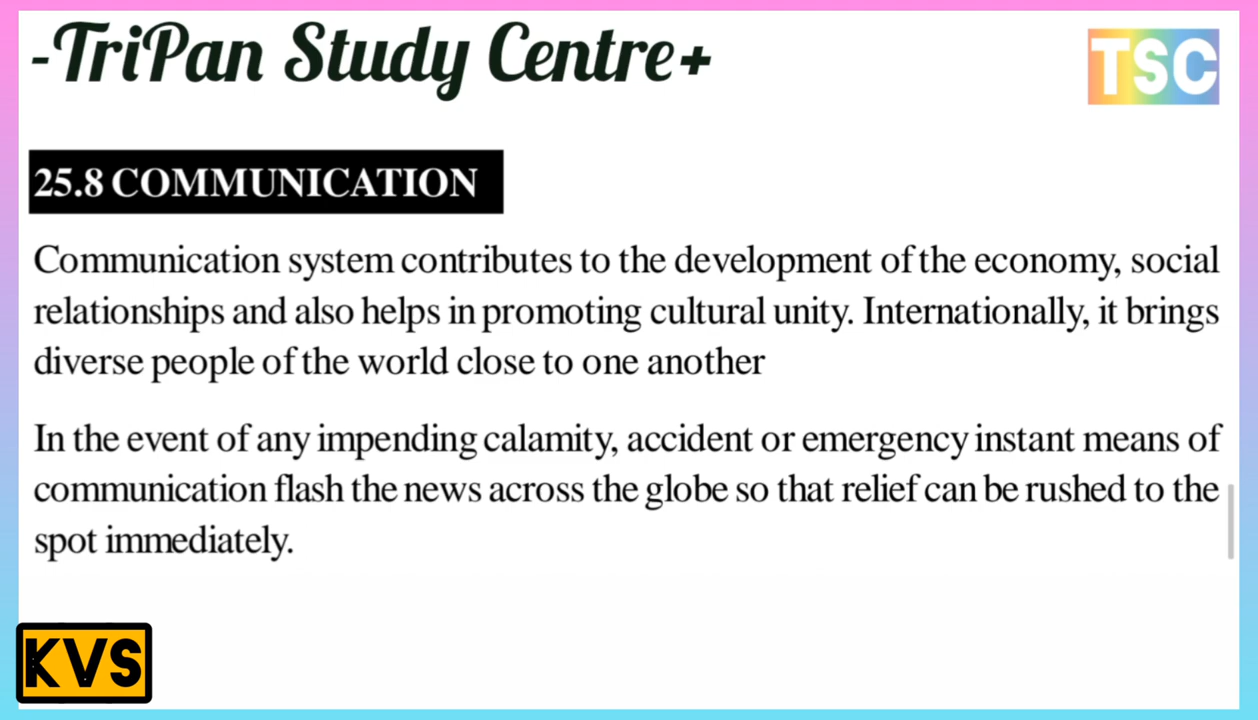 -TriPan Study Centre+
TSC
25.8 COMMUNICATION
Communication system contributes to the development of the economy, social
relationships and also helps in promoting cultural unity. Internationally, it brings
diverse people of the world close to one another
In the event of any impending calamity, accident or emergency instant means of
communication flash the news across the globe so that relief can be rushed to the
spot immediately.
KVS